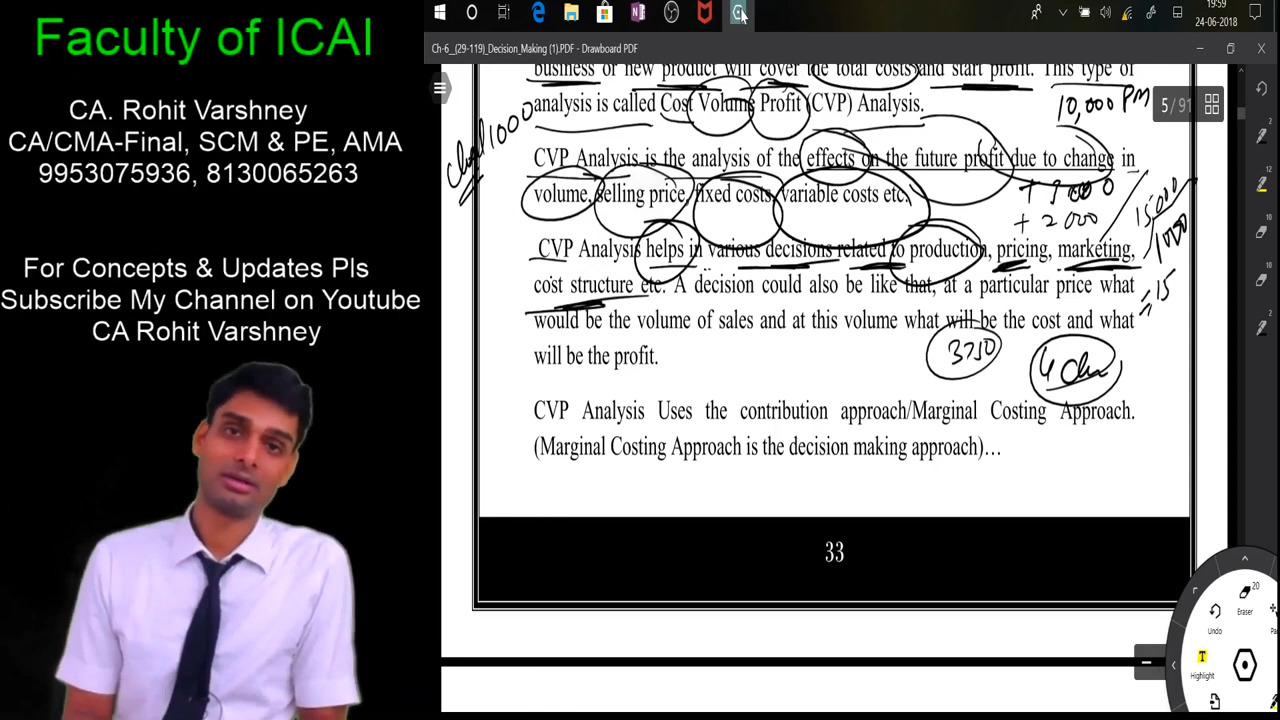 Faculty of ICAI
CA. Rohit Varshney
CA/CMA-Final, SCM & PE, AMA
9953075936, 8130065263
For Concepts & Updates Pls
Subscribe My Channel on Youtube
CA Rohit Varshney
19:59
24-06-2018
Ch-6_(29-119)_Decision_Making (1).PDF - Drawboard PDF
business or new product will cover the total costs and start profit. This type of
analysis is called Cost Volume Profit (CVP) Analysis.
10,000 PM
5 / 91
1000
CVP Analysis is the analysis of the effects on the future profit due to change in
volume, selling price, fixed costs, variable costs etc.
+ 3000
+ 2000
15000
1000
= 15
CVP Analysis helps in various decisions related to production, pricing, marketing,
cost structure etc. A decision could also be like that, at a particular price what
would be the volume of sales and at this volume what will be the cost and what
will be the profit.
3750
CVP Analysis Uses the contribution approach/Marginal Costing Approach.
(Marginal Costing Approach is the decision making approach)…
33
20
Eraser
Undo
Highlight